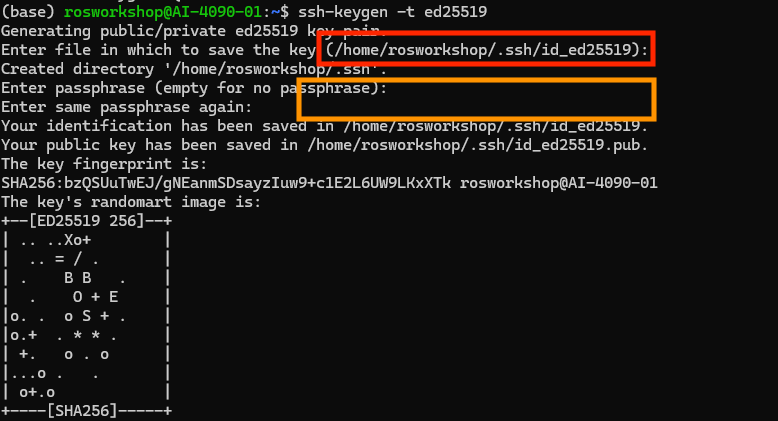 (base) rosworkshop@AI-4090-01:~$ ssh-keygen -t ed25519
Generating public/private ed25519 key pair.
Enter file in which to save the key (/home/rosworkshop/.ssh/id_ed25519):
Created directory '/home/rosworkshop/.ssh'.
Enter passphrase (empty for no passphrase):
Enter same passphrase again:
Your identification has been saved in /home/rosworkshop/.ssh/id_ed25519.
Your public key has been saved in /home/rosworkshop/.ssh/id_ed25519.pub.
The key fingerprint is:
SHA256:bzQSUuTwEJ/gNEanmSDsayzIuw9+c1E2L6UW9LKxXTk rosworkshop@AI-4090-01
The key's randomart image is:
+--[ED25519 256]--+
| .. ..Xo+        |
|  .. = / .       |
| .    B B   .    |
|  .    O + E     |
|o. .  o S + .    |
|o.+  . * * .     |
| +.   o . o      |
|...o .   .       |
| o+.o            |
+----[SHA256]-----+